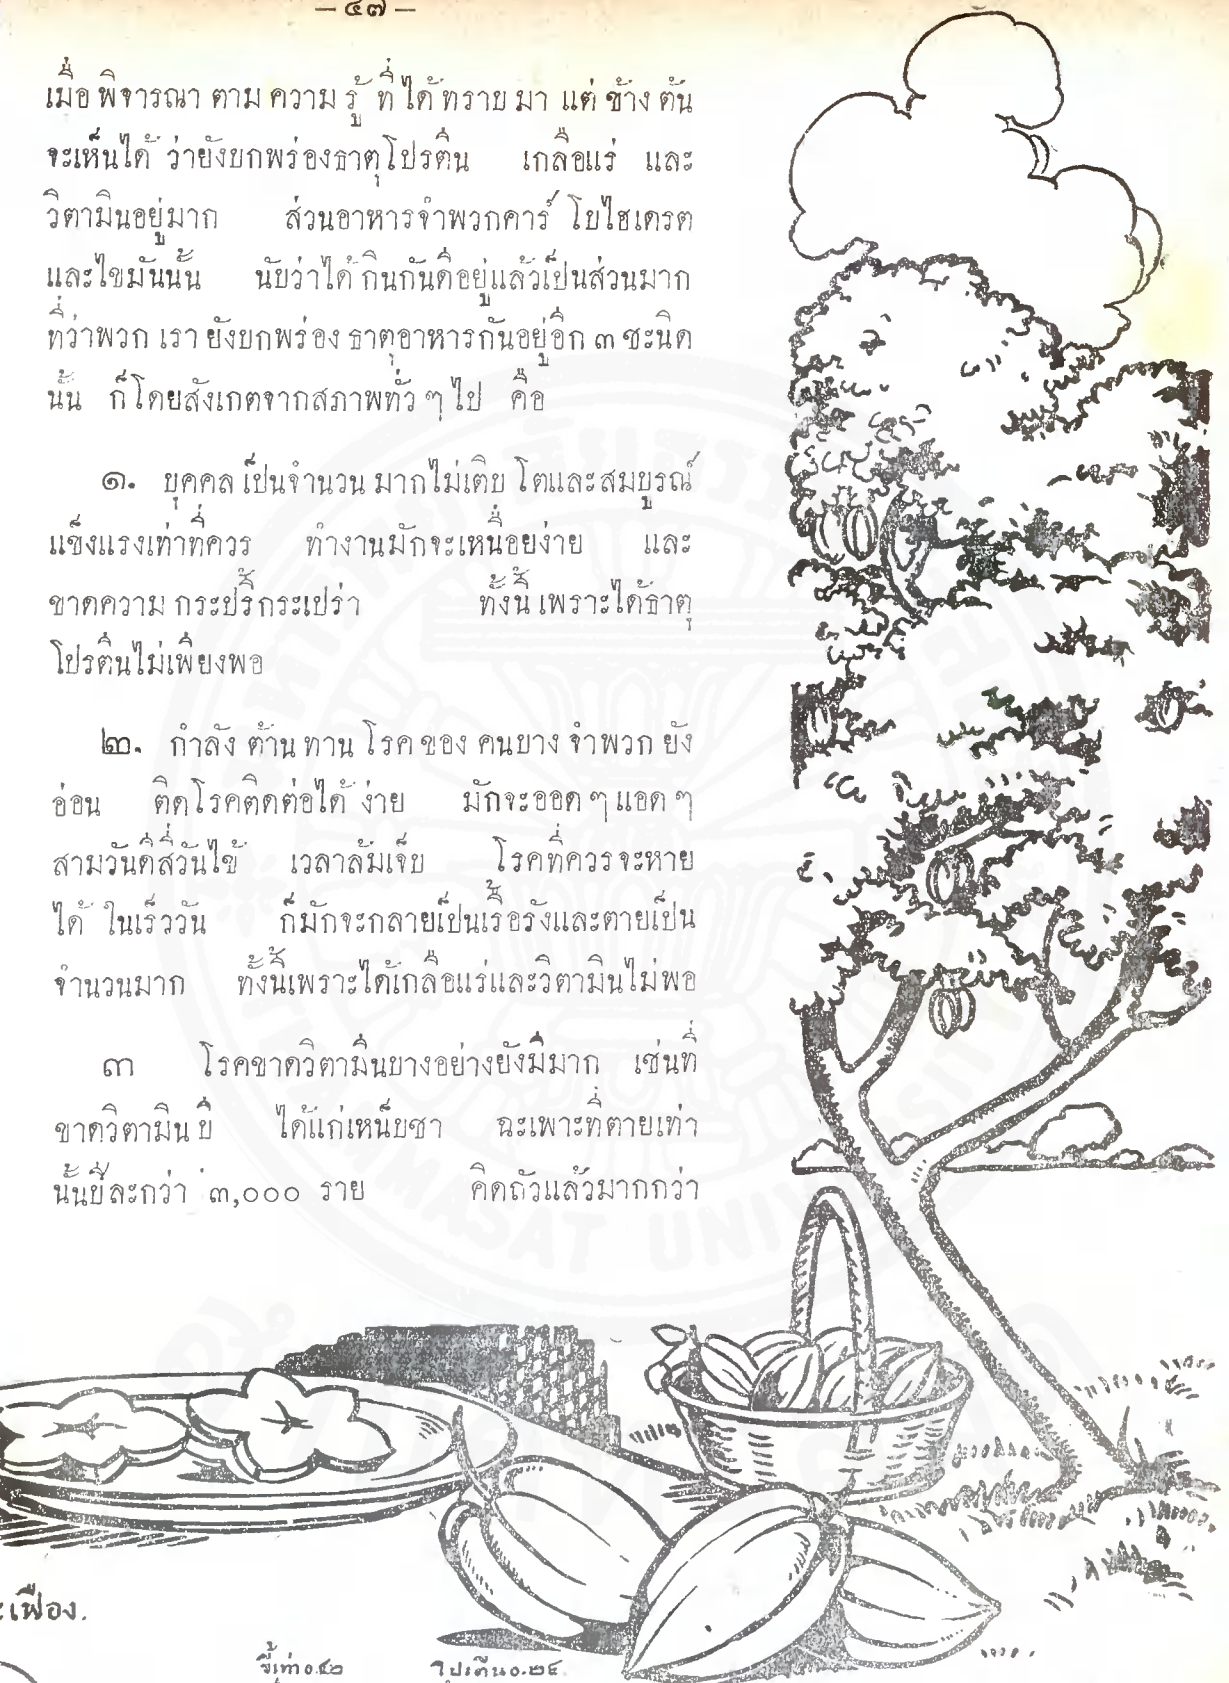 — ๔๗ —
เมื่อพิจารณาตามความรู้ที่ได้ทราบมาแต่ข้างต้น
จะเห็นได้ว่ายังบกพร่องธาตุโปรตีน เกลือแร่ และ
วิตามินอยู่มาก ส่วนอาหารจำพวกคาร์โบไฮเดรต
และไขมันนั้น นับว่าได้กินกันดีอยู่แล้วเป็นส่วนมาก
ที่ว่าพวกเรายังบกพร่องธาตุอาหารกันอยู่อีก ๓ ชะนิด
นั้น ก็โดยสังเกตจากสภาพทั่ว ๆ ไป คือ
๑. บุคคลเป็นจำนวนมากไม่เติบโตและสมบูรณ์
แข็งแรงเท่าที่ควร ทำงานมักจะเหนื่อยง่าย และ
ขาดความกระปรี้กระเปร่า ทั้งนี้เพราะได้ธาตุ
โปรตีนไม่เพียงพอ
๒. กำลังต้านทานโรคของคนบางจำพวกยัง
อ่อน ติดโรคติดต่อได้ง่าย มักจะออด ๆ แอด ๆ
สามวันดีสี่วันไข้ เวลาล้มเจ็บ โรคที่ควรจะหาย
ได้ในเร็ววัน ก็มักจะกลายเป็นเรื้อรังและตายเป็น
จำนวนมาก ทั้งนี้เพราะได้เกลือแร่และวิตามินไม่พอ
๓ โรคขาดวิตามินบางอย่างยังมีมาก เช่นที่
ขาดวิตามินบี ได้แก่เหน็บชา ฉะเพาะที่ตายเท่า
นั้นปีละกว่า ๓,๐๐๐ ราย คิดถัวแล้วมากกว่า
ะเฟือง.
ขี้เท่า ๐.๕๒ โปเตีน ๐.๒๕
THAMMASAT UNIVERSITY